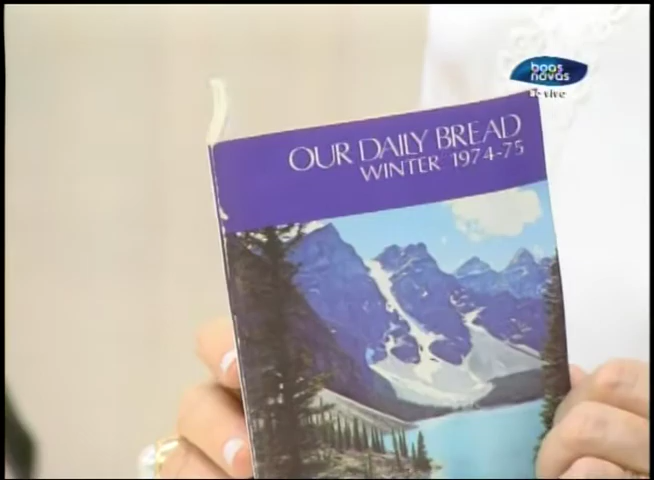 boas
novas
ao vivo
OUR DAILY BREAD
WINTER 1974-75